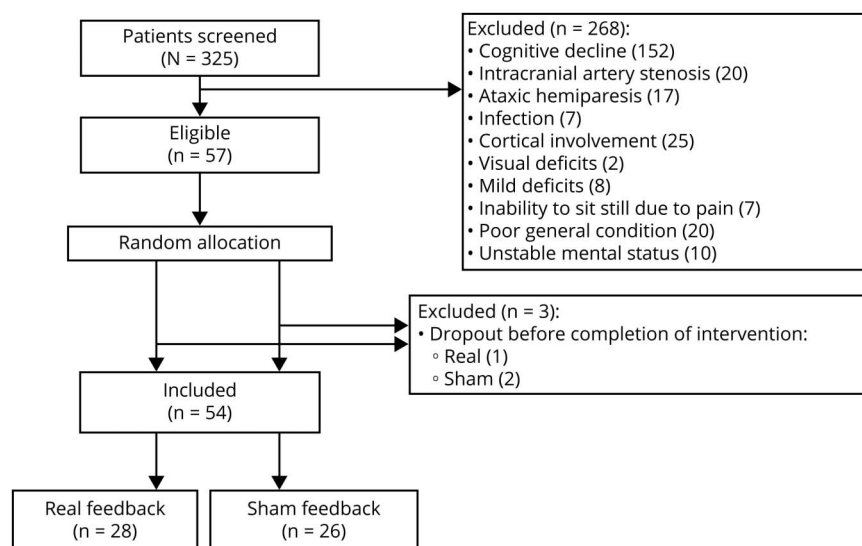 Patients screened
(N = 325)
Excluded (n = 268):
• Cognitive decline (152)
• Intracranial artery stenosis (20)
• Ataxic hemiparesis (17)
• Infection (7)
• Cortical involvement (25)
• Visual deficits (2)
• Mild deficits (8)
• Inability to sit still due to pain (7)
• Poor general condition (20)
• Unstable mental status (10)
Eligible
(n = 57)
Random allocation
Excluded (n = 3):
• Dropout before completion of intervention:
◦ Real (1)
◦ Sham (2)
Included
(n = 54)
Real feedback
(n = 28)
Sham feedback
(n = 26)